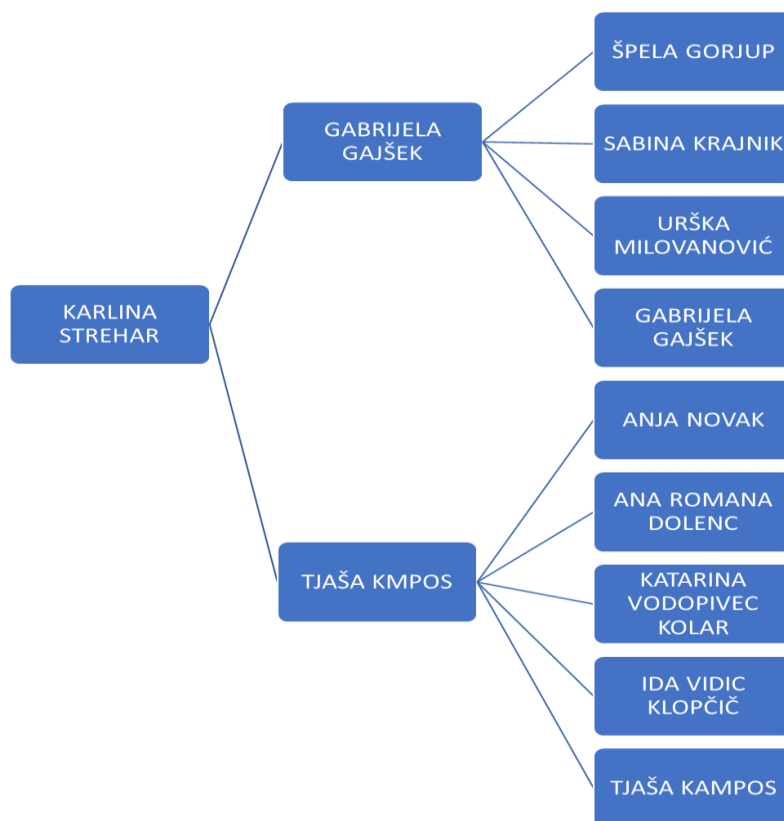 KARLINA
STREHAR
GABRIJELA
GAJŠEK
ŠPELA GORJUP
SABINA KRAJNIK
URŠKA
MILOVANOVIĆ
GABRIJELA
GAJŠEK
TJAŠA KMPOS
ANJA NOVAK
ANA ROMANA
DOLENC
KATARINA
VODOPIVEC
KOLAR
IDA VIDIC
KLOPČIČ
TJAŠA KAMPOS